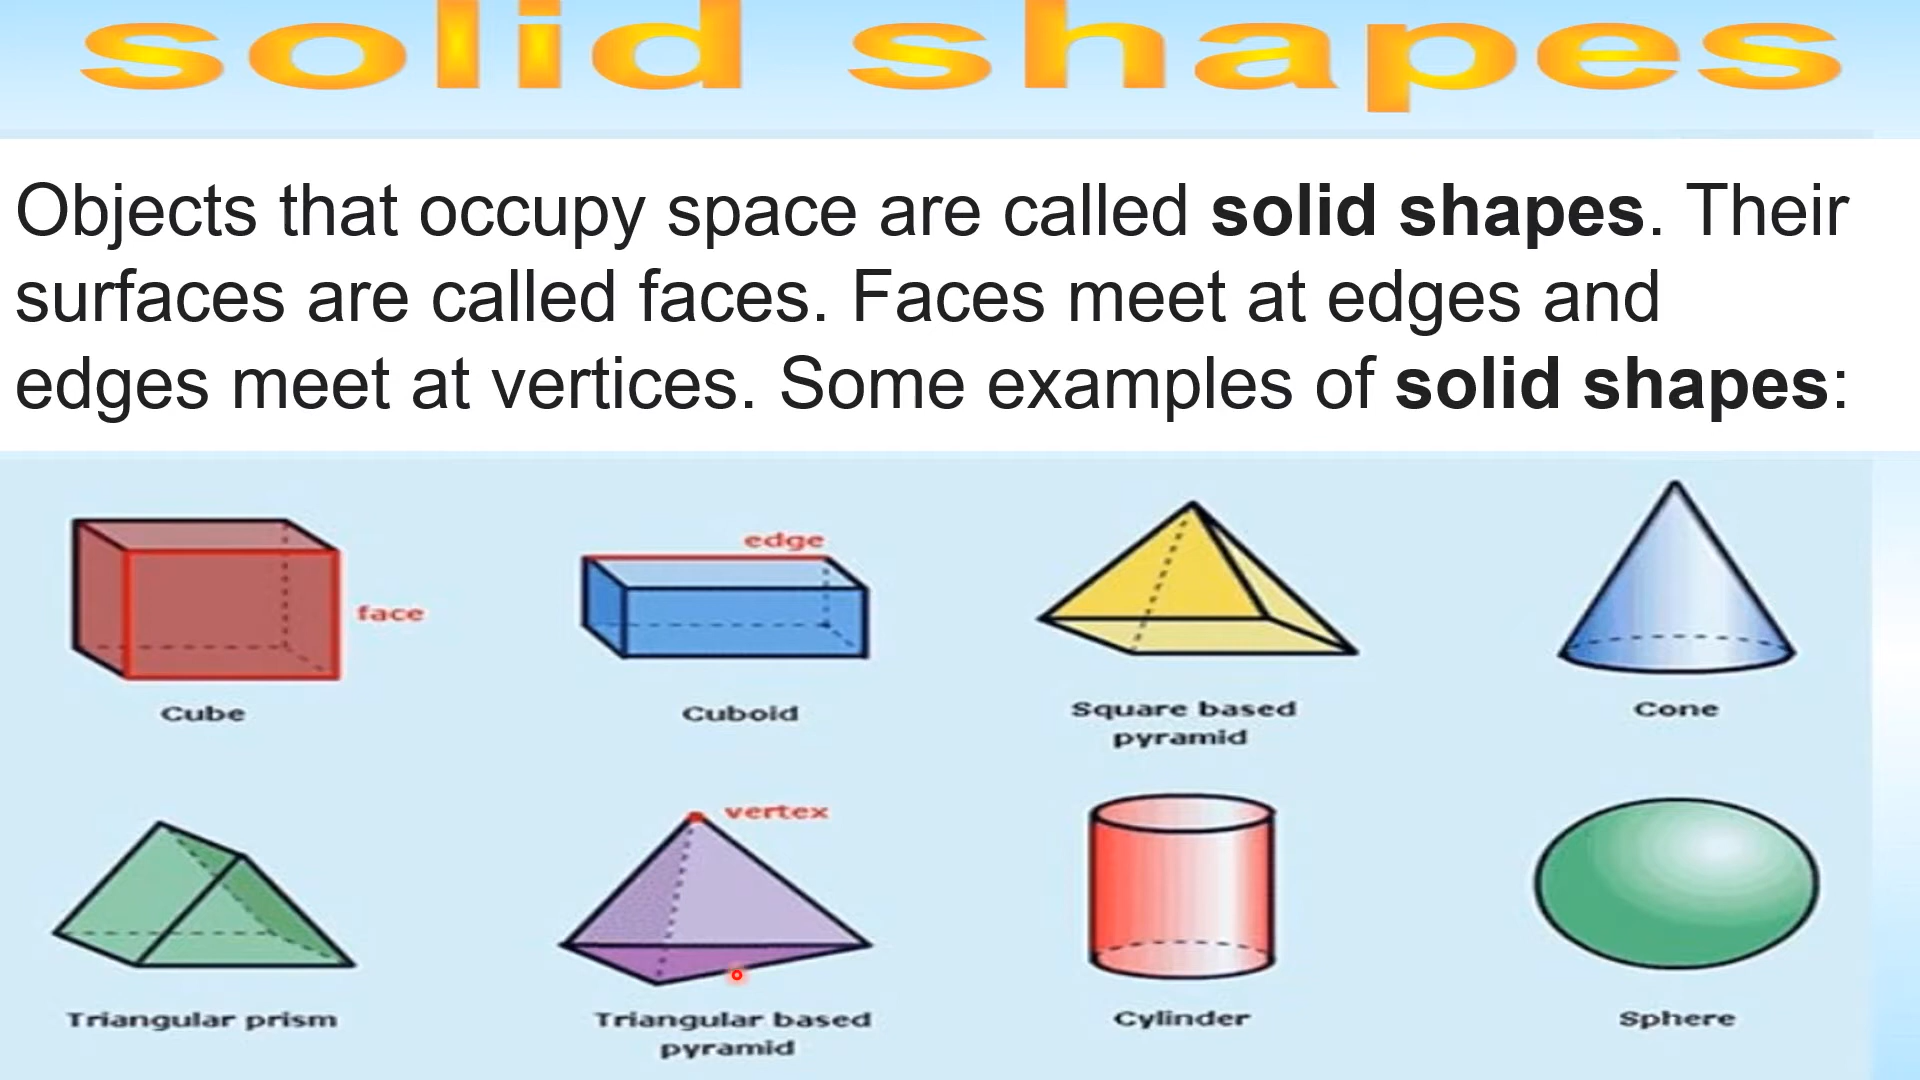 solid shapes
Objects that occupy space are called solid shapes. Their
surfaces are called faces. Faces meet at edges and
edges meet at vertices. Some examples of solid shapes:
edge
face
Cube
Cuboid
Square based
pyramid
Cone
vertex
Triangular prism
Triangular based
pyramid
Cylinder
Sphere